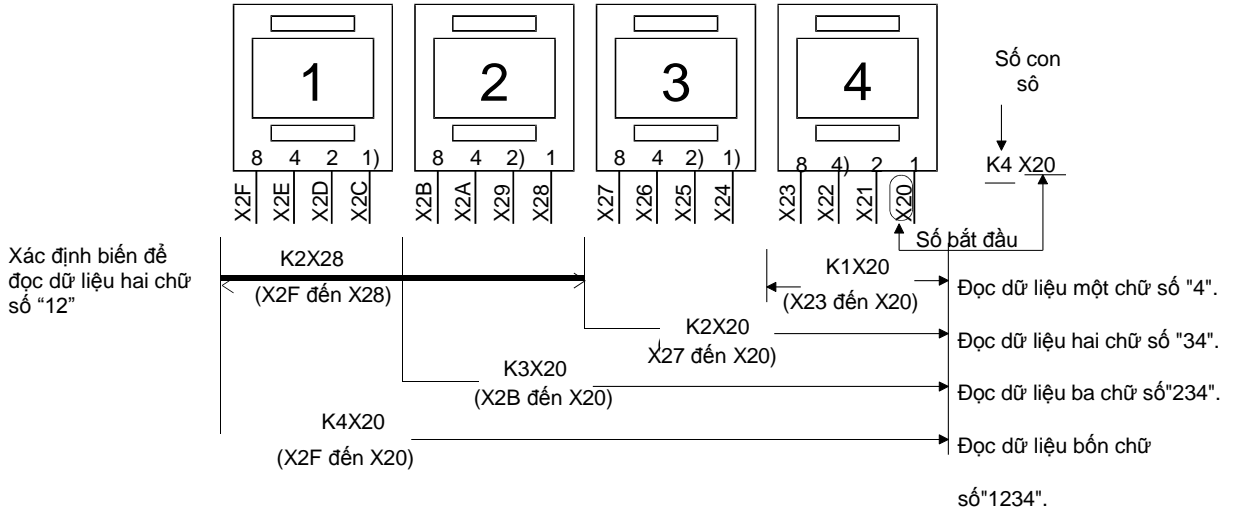 1 2 3 4
8 4 2 1) 8 4 2) 1 8 4 2) 1) 8 4) 2 1
X2F X2E X2D X2C X2B X2A X29 X28 X27 X26 X25 X24 X23 X22 X21 X20
Số con
sô
K4 X20
Số bắt đầu
Xác định biến để
đọc dữ liệu hai chữ
số “12”
K2X28
(X2F đến X28)
K1X20
(X23 đến X20)
Đọc dữ liệu một chữ số "4".
K2X20
X27 đến X20)
Đọc dữ liệu hai chữ số "34".
K3X20
(X2B đến X20)
Đọc dữ liệu ba chữ số"234".
K4X20
(X2F đến X20)
Đọc dữ liệu bốn chữ
số"1234".